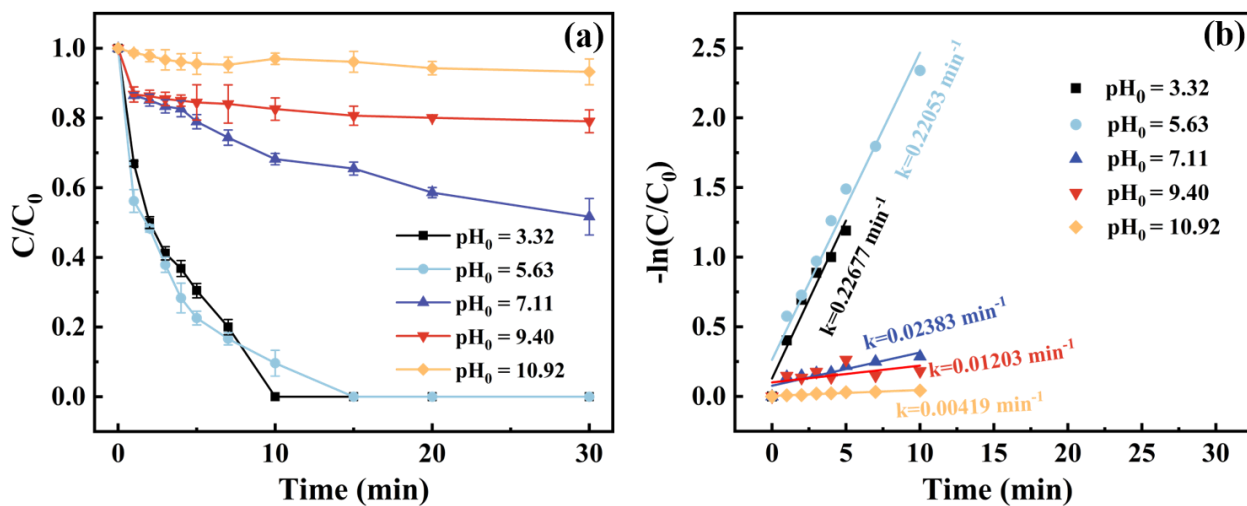 (a)
1.0
0.8
0.6
0.4
0.2
0.0
C/C₀
pH₀ = 3.32
pH₀ = 5.63
pH₀ = 7.11
pH₀ = 9.40
pH₀ = 10.92
0 10 20 30
Time (min)
(b)
2.5
2.0
1.5
1.0
0.5
0.0
-ln(C/C₀)
k=0.22053 min⁻¹
k=0.22677 min⁻¹
k=0.02383 min⁻¹
k=0.01203 min⁻¹
k=0.00419 min⁻¹
pH₀ = 3.32
pH₀ = 5.63
pH₀ = 7.11
pH₀ = 9.40
pH₀ = 10.92
0 5 10 15 20 25 30
Time (min)